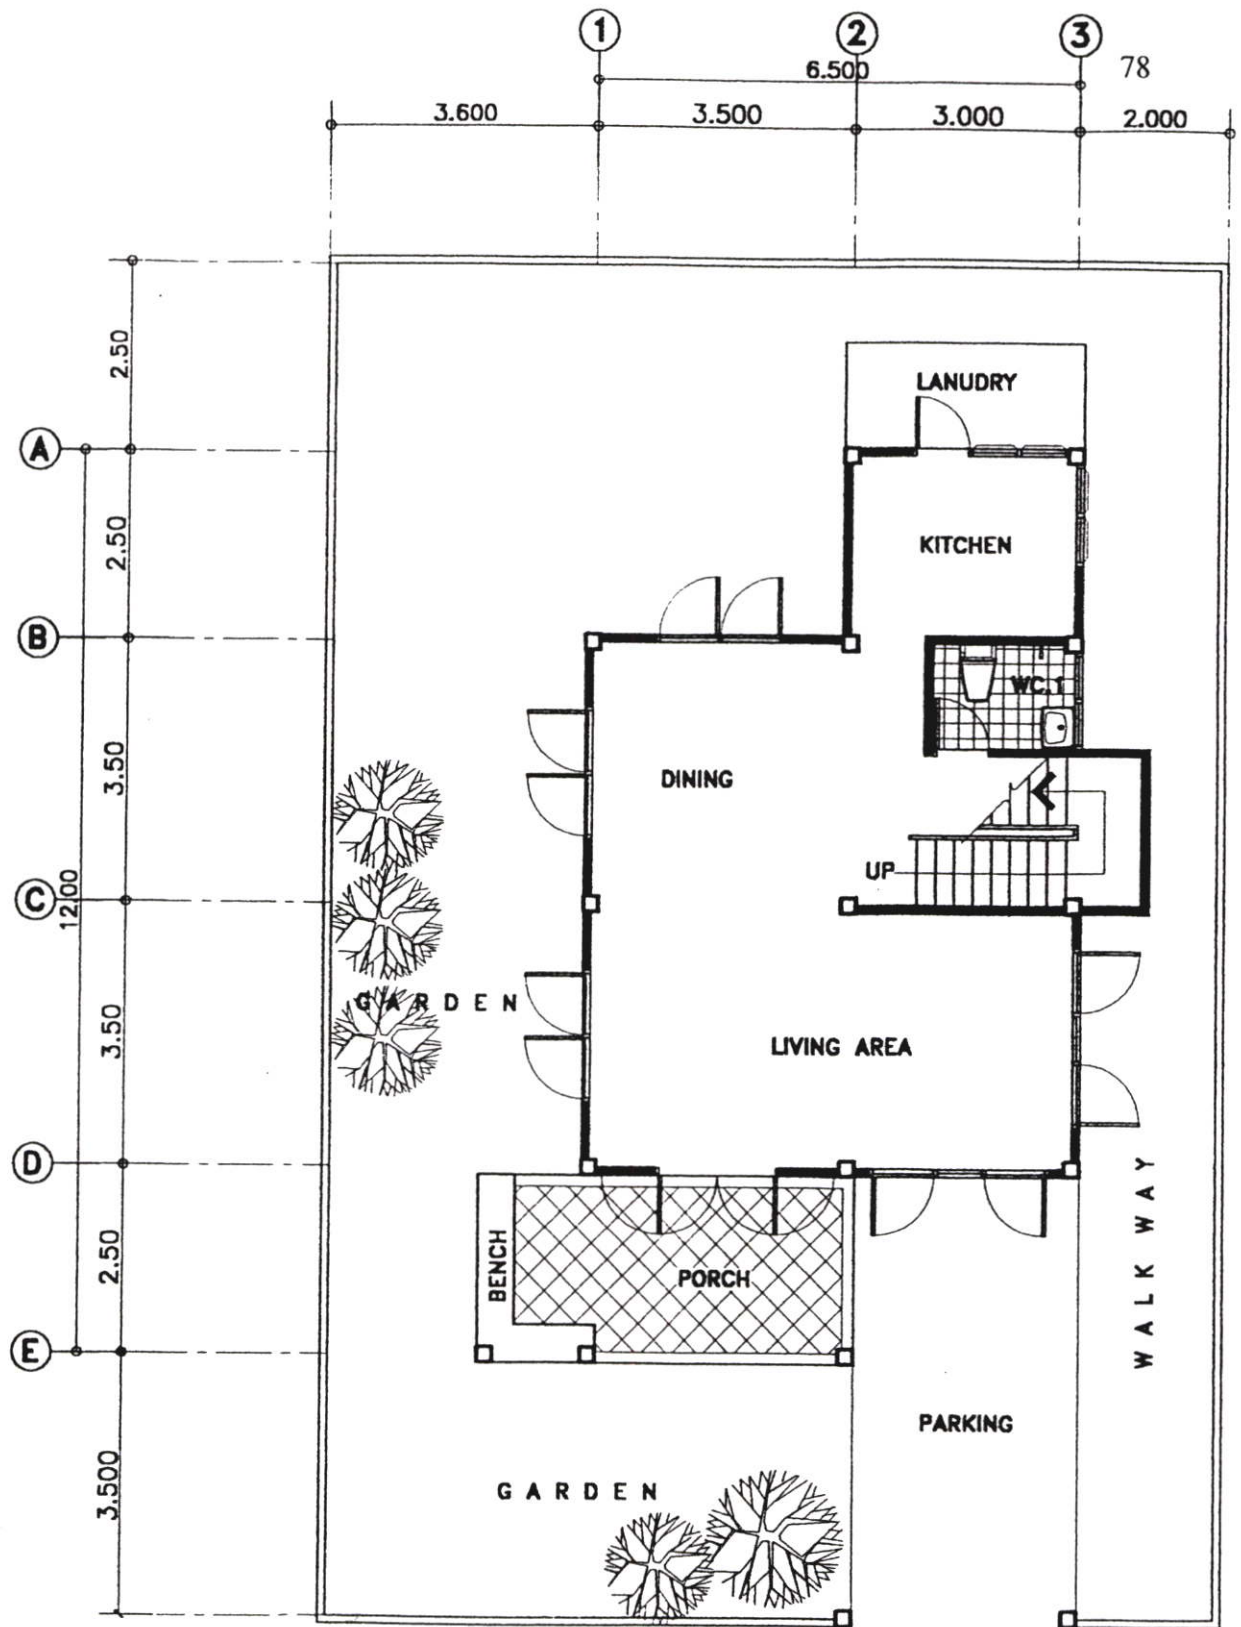 1
2
3
6.500
78
3.600
3.500
3.000
2.000
2.50
LANUDRY
A
2.50
KITCHEN
B
WC.1
3.50
DINING
UP
C
12.00
GARDEN
3.50
LIVING AREA
D
2.50
BENCH
PORCH
WALK WAY
E
PARKING
3.500
GARDEN